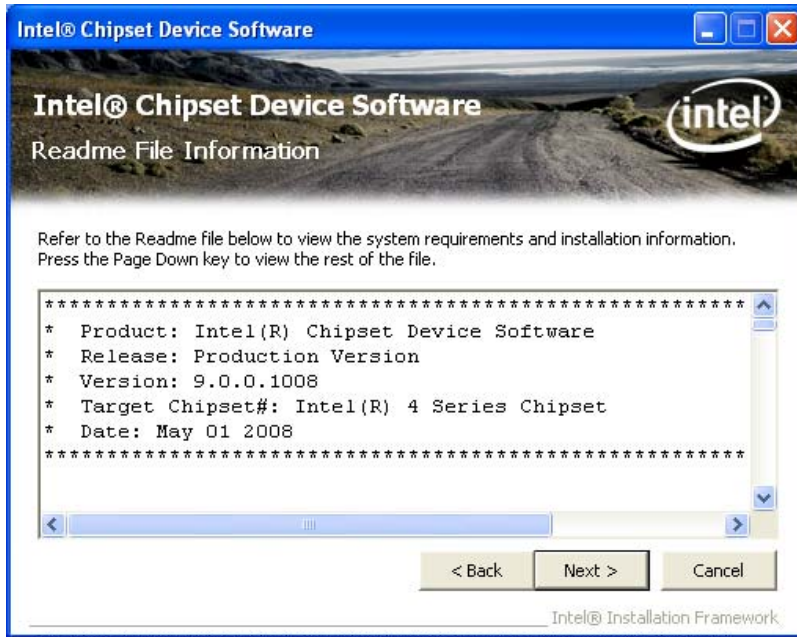 Intel® Chipset Device Software
Intel® Chipset Device Software
intel
Readme File Information
Refer to the Readme file below to view the system requirements and installation information.
Press the Page Down key to view the rest of the file.
********************************************************
* Product: Intel(R) Chipset Device Software
* Release: Production Version
* Version: 9.0.0.1008
* Target Chipset#: Intel(R) 4 Series Chipset
* Date: May 01 2008
********************************************************
< Back
Next >
Cancel
Intel® Installation Framework